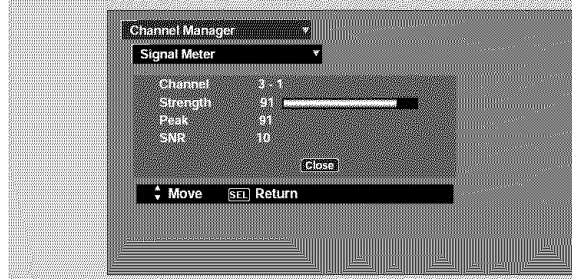 Channel Manager
Signal Meter
Channel 3 - 1
Strength 91
Peak 91
SNR 10
Close
Move SEL Return